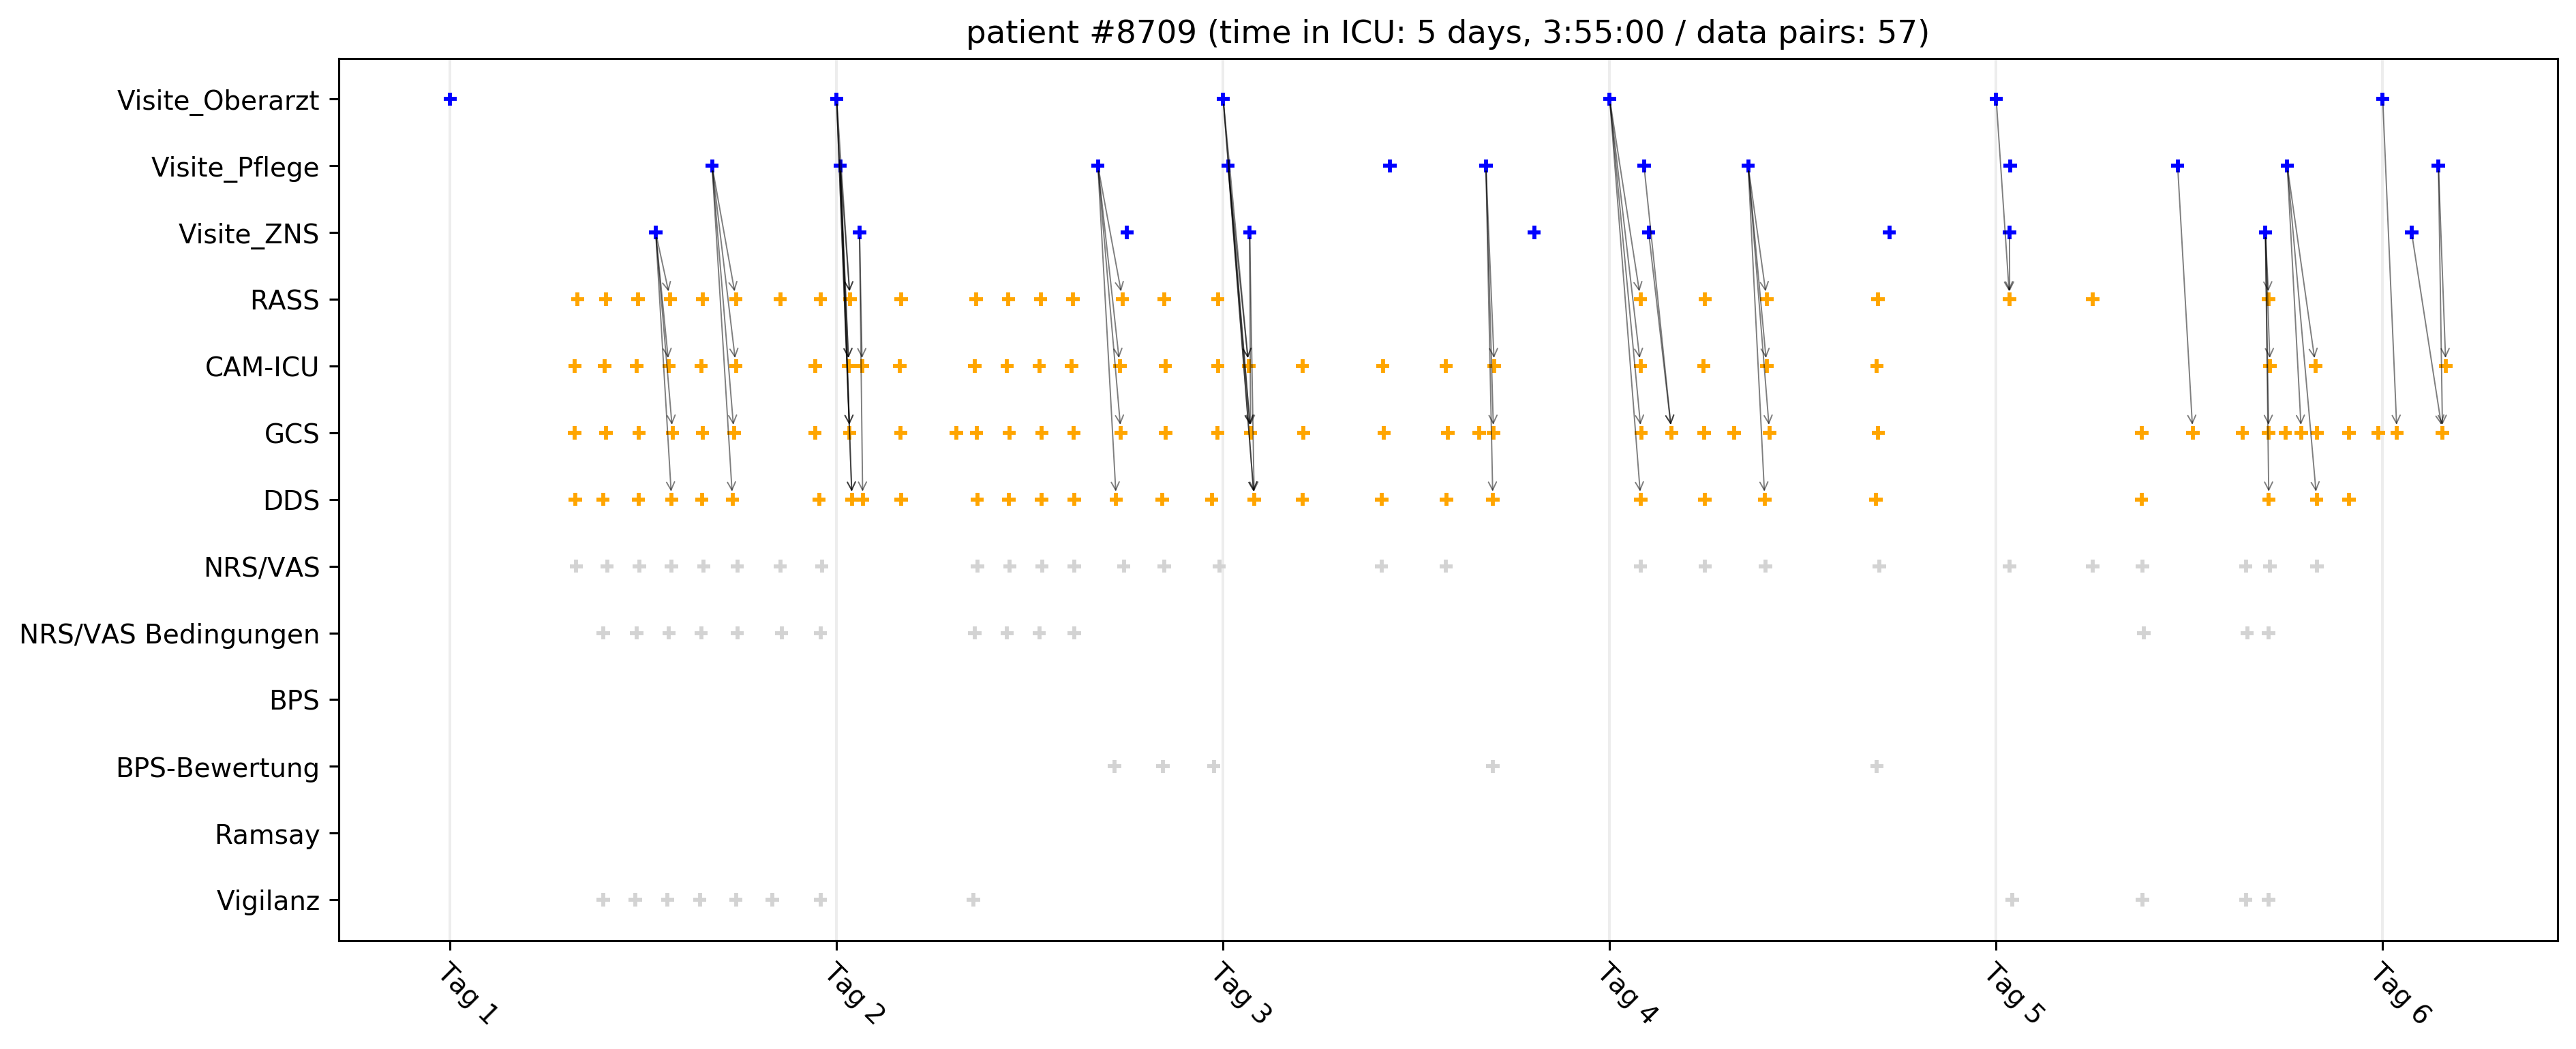 patient #8709 (time in ICU: 5 days, 3:55:00 / data pairs: 57)
Visite_Oberarzt
Visite_Pflege
Visite_ZNS
RASS
CAM-ICU
GCS
DDS
NRS/VAS
NRS/VAS Bedingungen
BPS
BPS-Bewertung
Ramsay
Vigilanz
Tag 1
Tag 2
Tag 3
Tag 4
Tag 5
Tag 6